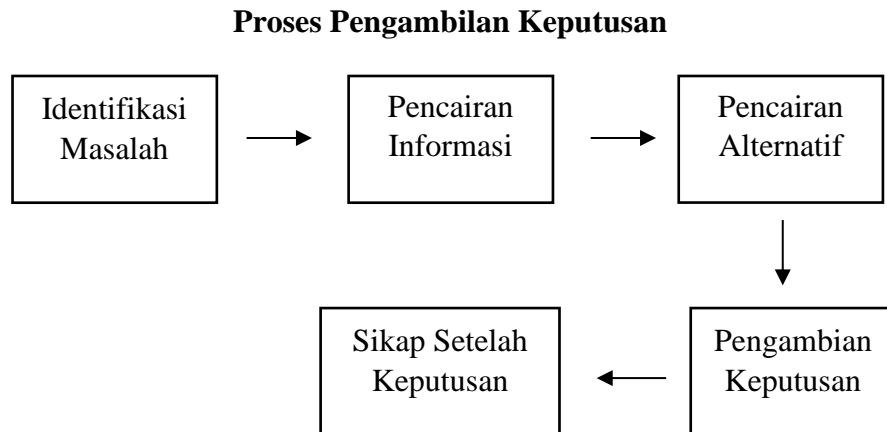 Proses Pengambilan Keputusan
Identifikasi
Masalah
Pencairan
Informasi
Pencairan
Alternatif
Pengambian
Keputusan
Sikap Setelah
Keputusan